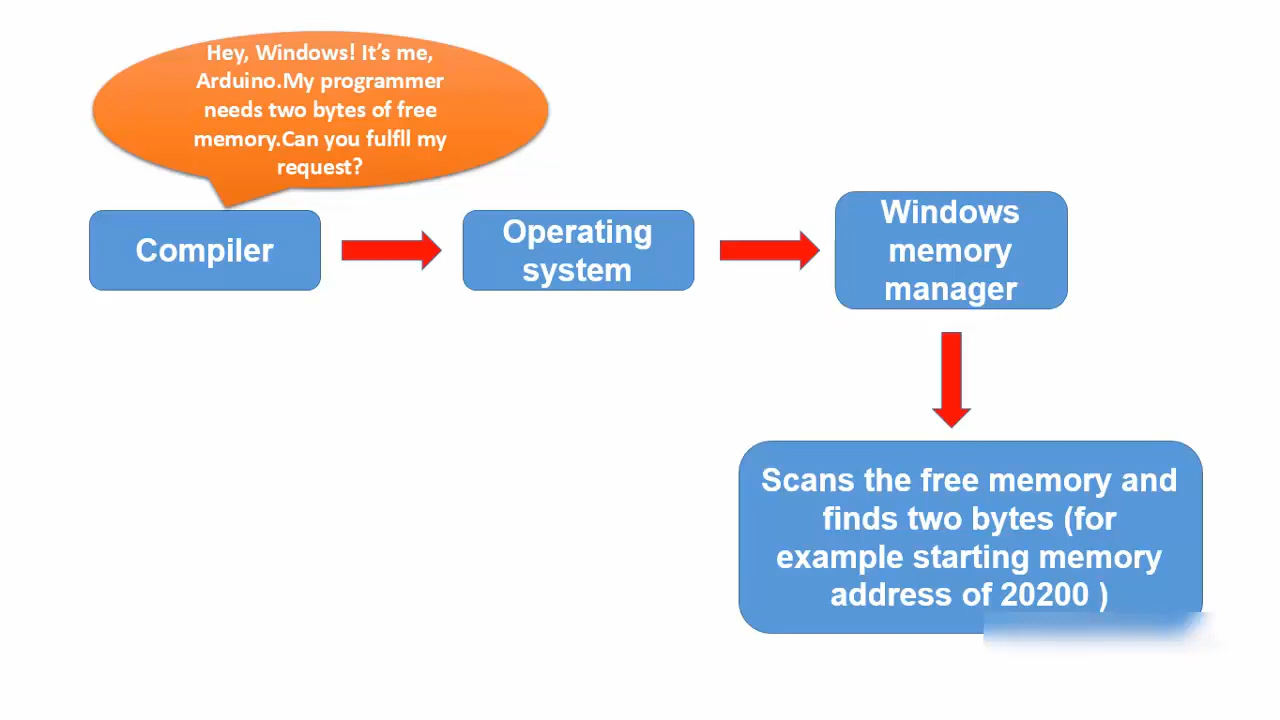 Hey, Windows! It's me,
Arduino.My programmer
needs two bytes of free
memory.Can you fulfll my
request?
Compiler
Operating
system
Windows
memory
manager
Scans the free memory and
finds two bytes (for
example starting memory
address of 20200 )